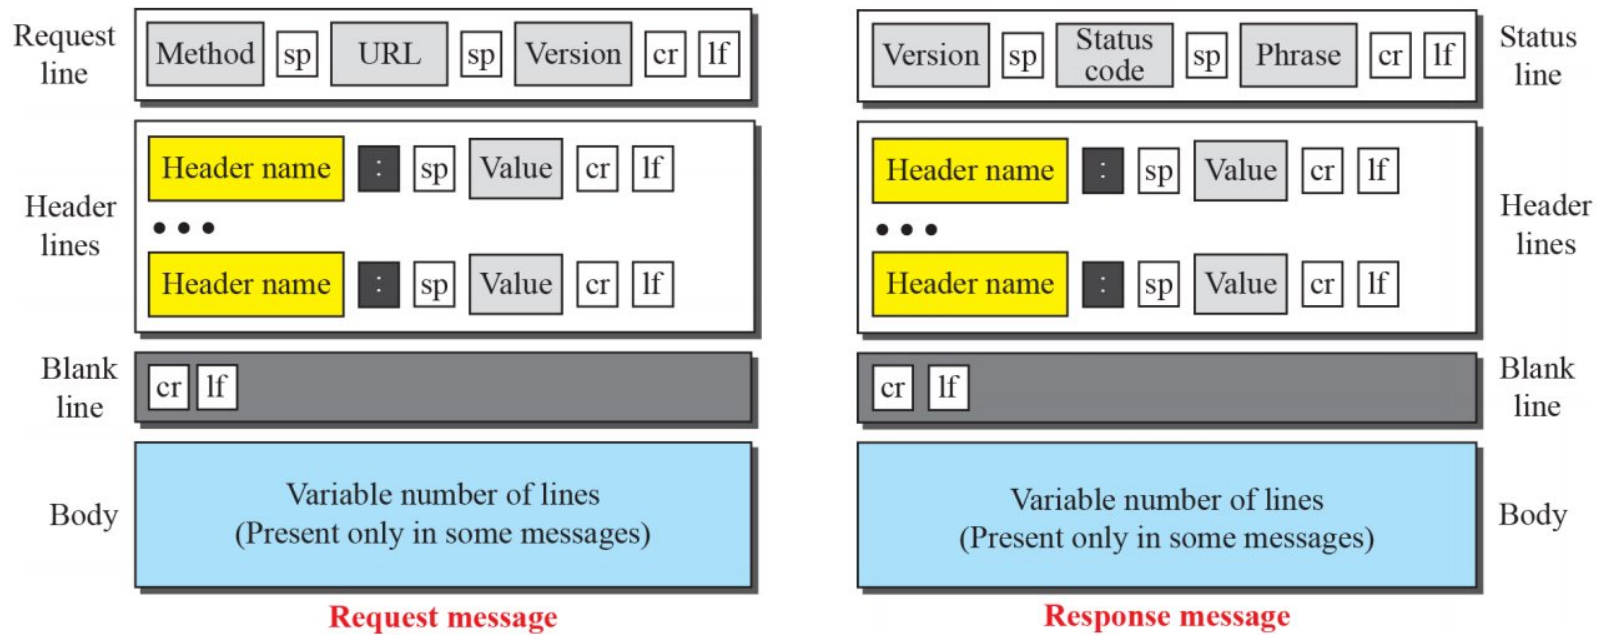 Request line
Method sp URL sp Version cr lf
Header lines
Header name : sp Value cr lf
• • •
Header name : sp Value cr lf
Blank line
cr lf
Body
Variable number of lines
(Present only in some messages)
Request message
Version sp Status code sp Phrase cr lf
Status line
Header name : sp Value cr lf
• • •
Header name : sp Value cr lf
Header lines
cr lf
Blank line
Variable number of lines
(Present only in some messages)
Body
Response message